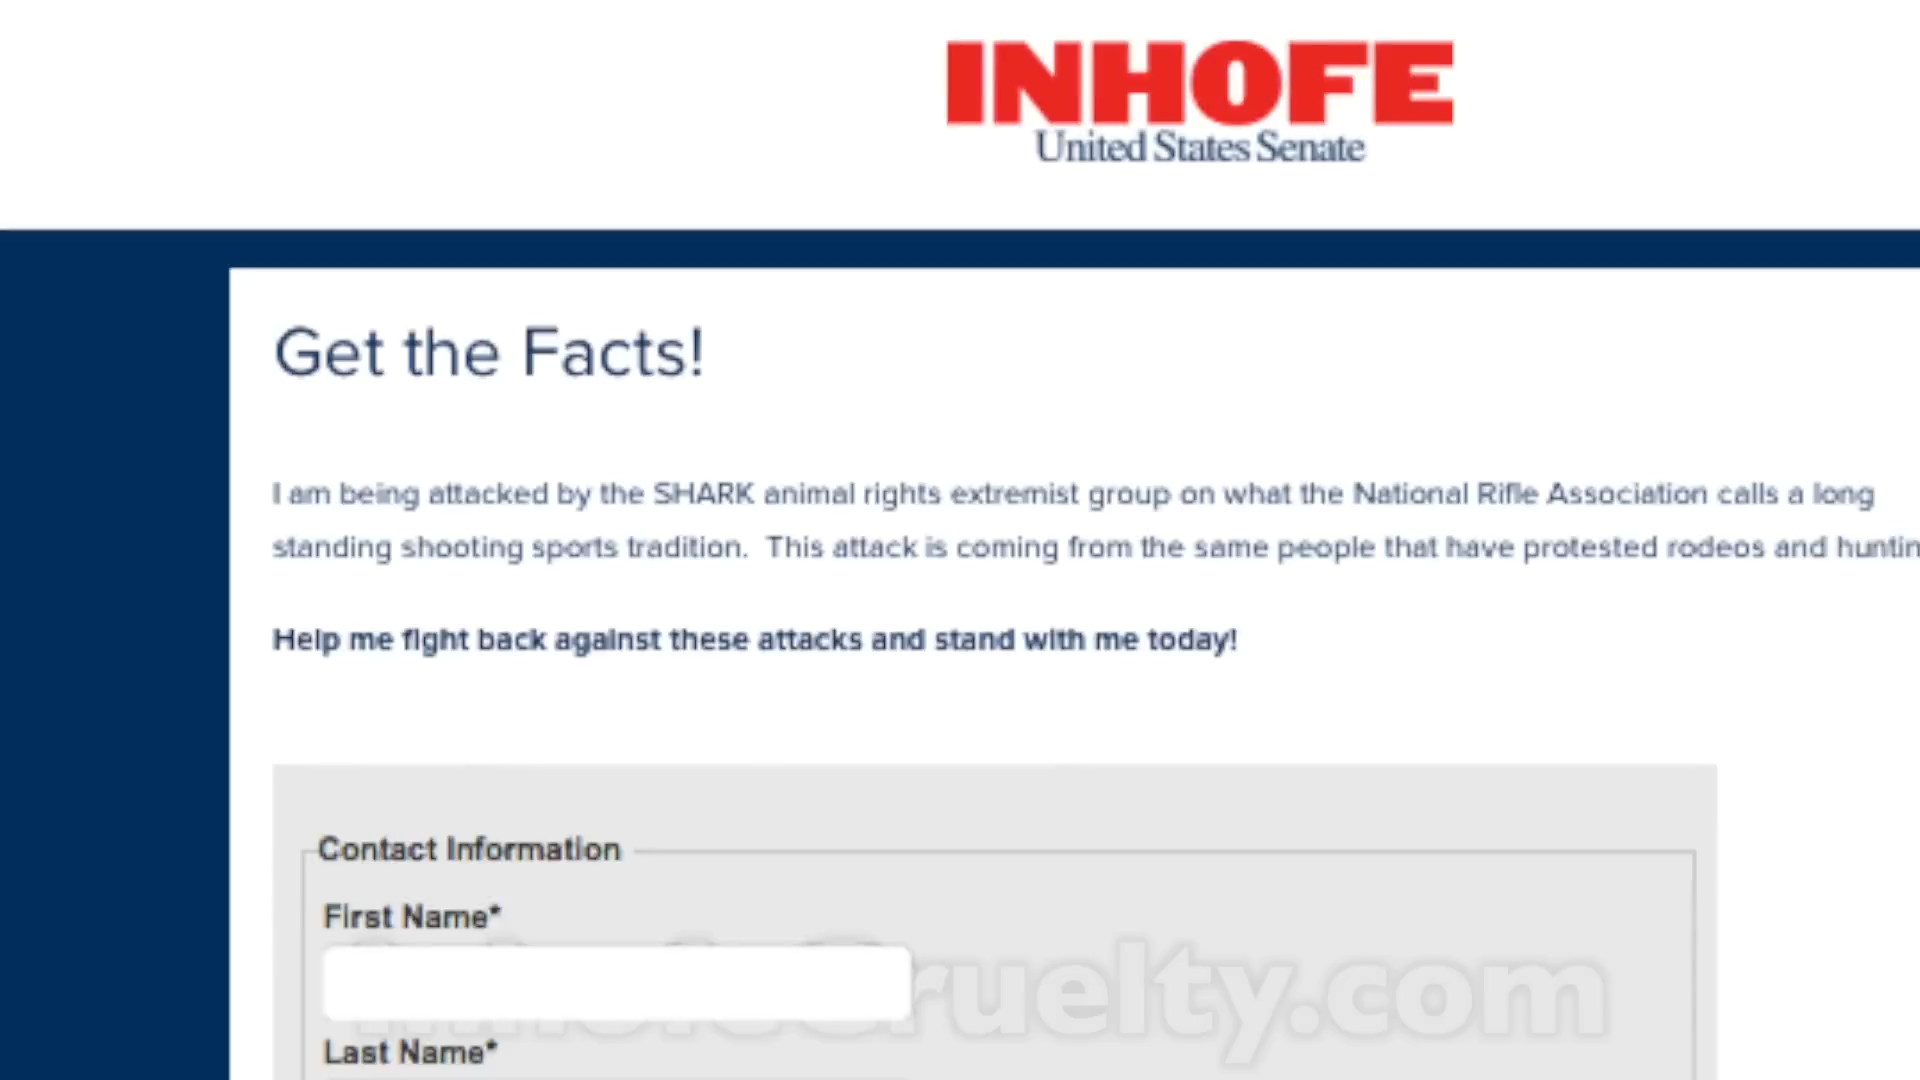 INHOFE
United States Senate
Get the Facts!
I am being attacked by the SHARK animal rights extremist group on what the National Rifle Association calls a long
standing shooting sports tradition.  This attack is coming from the same people that have protested rodeos and huntin
Help me fight back against these attacks and stand with me today!
Contact Information
First Name*
ruelty.com
Last Name*